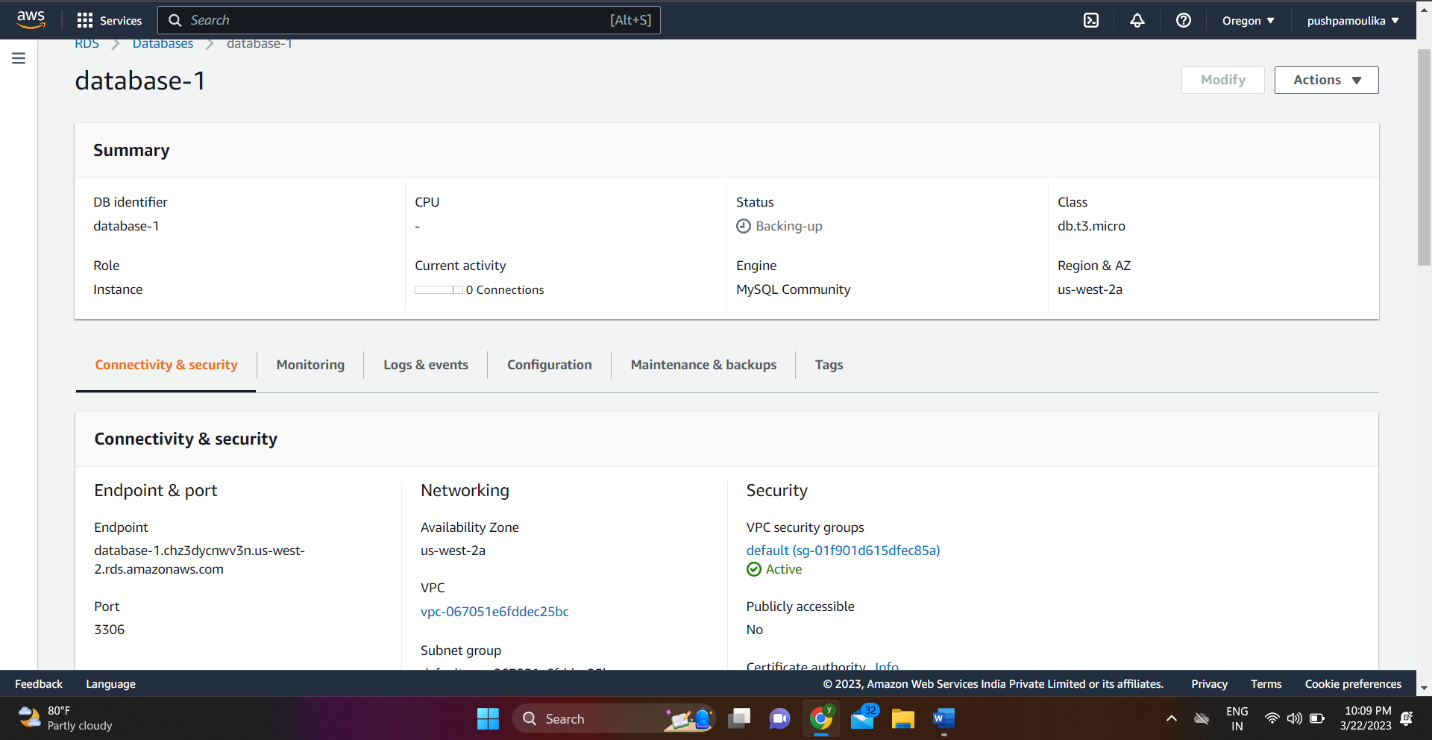 aws Services Search [Alt+S] Oregon ▼ pushpamoulika ▼
RDS > Databases > database-1
database-1
Modify Actions ▼
Summary
DB identifier
database-1
CPU
-
Status
Backing-up
Class
db.t3.micro
Role
Instance
Current activity
0 Connections
Engine
MySQL Community
Region & AZ
us-west-2a
Connectivity & security Monitoring Logs & events Configuration Maintenance & backups Tags
Connectivity & security
Endpoint & port
Endpoint
database-1.chz3dycnwv3n.us-west-
2.rds.amazonaws.com
Port
3306
Networking
Availability Zone
us-west-2a
VPC
vpc-067051e6fddec25bc
Subnet group
Security
VPC security groups
default (sg-01f901d615dfec85a)
Active
Publicly accessible
No
Certificate authority Info
Feedback Language © 2023, Amazon Web Services India Private Limited or its affiliates. Privacy Terms Cookie preferences
80°F
Partly cloudy
Search
y
32
W
ENG
IN
10:09 PM
3/22/2023